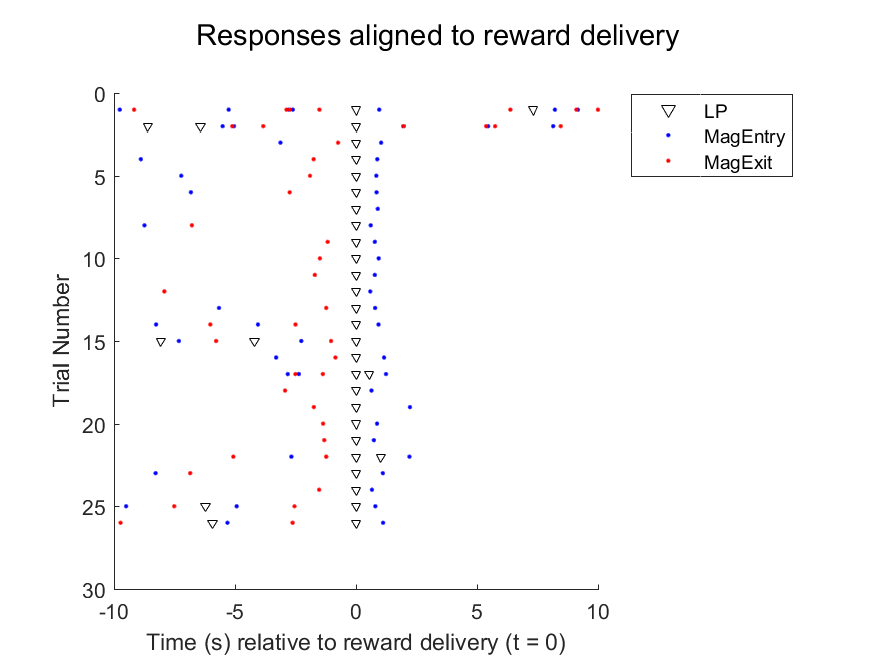 Responses aligned to reward delivery
LP
MagEntry
MagExit
Trial Number
0
5
10
15
20
25
30
-10
-5
0
5
10
Time (s) relative to reward delivery (t = 0)